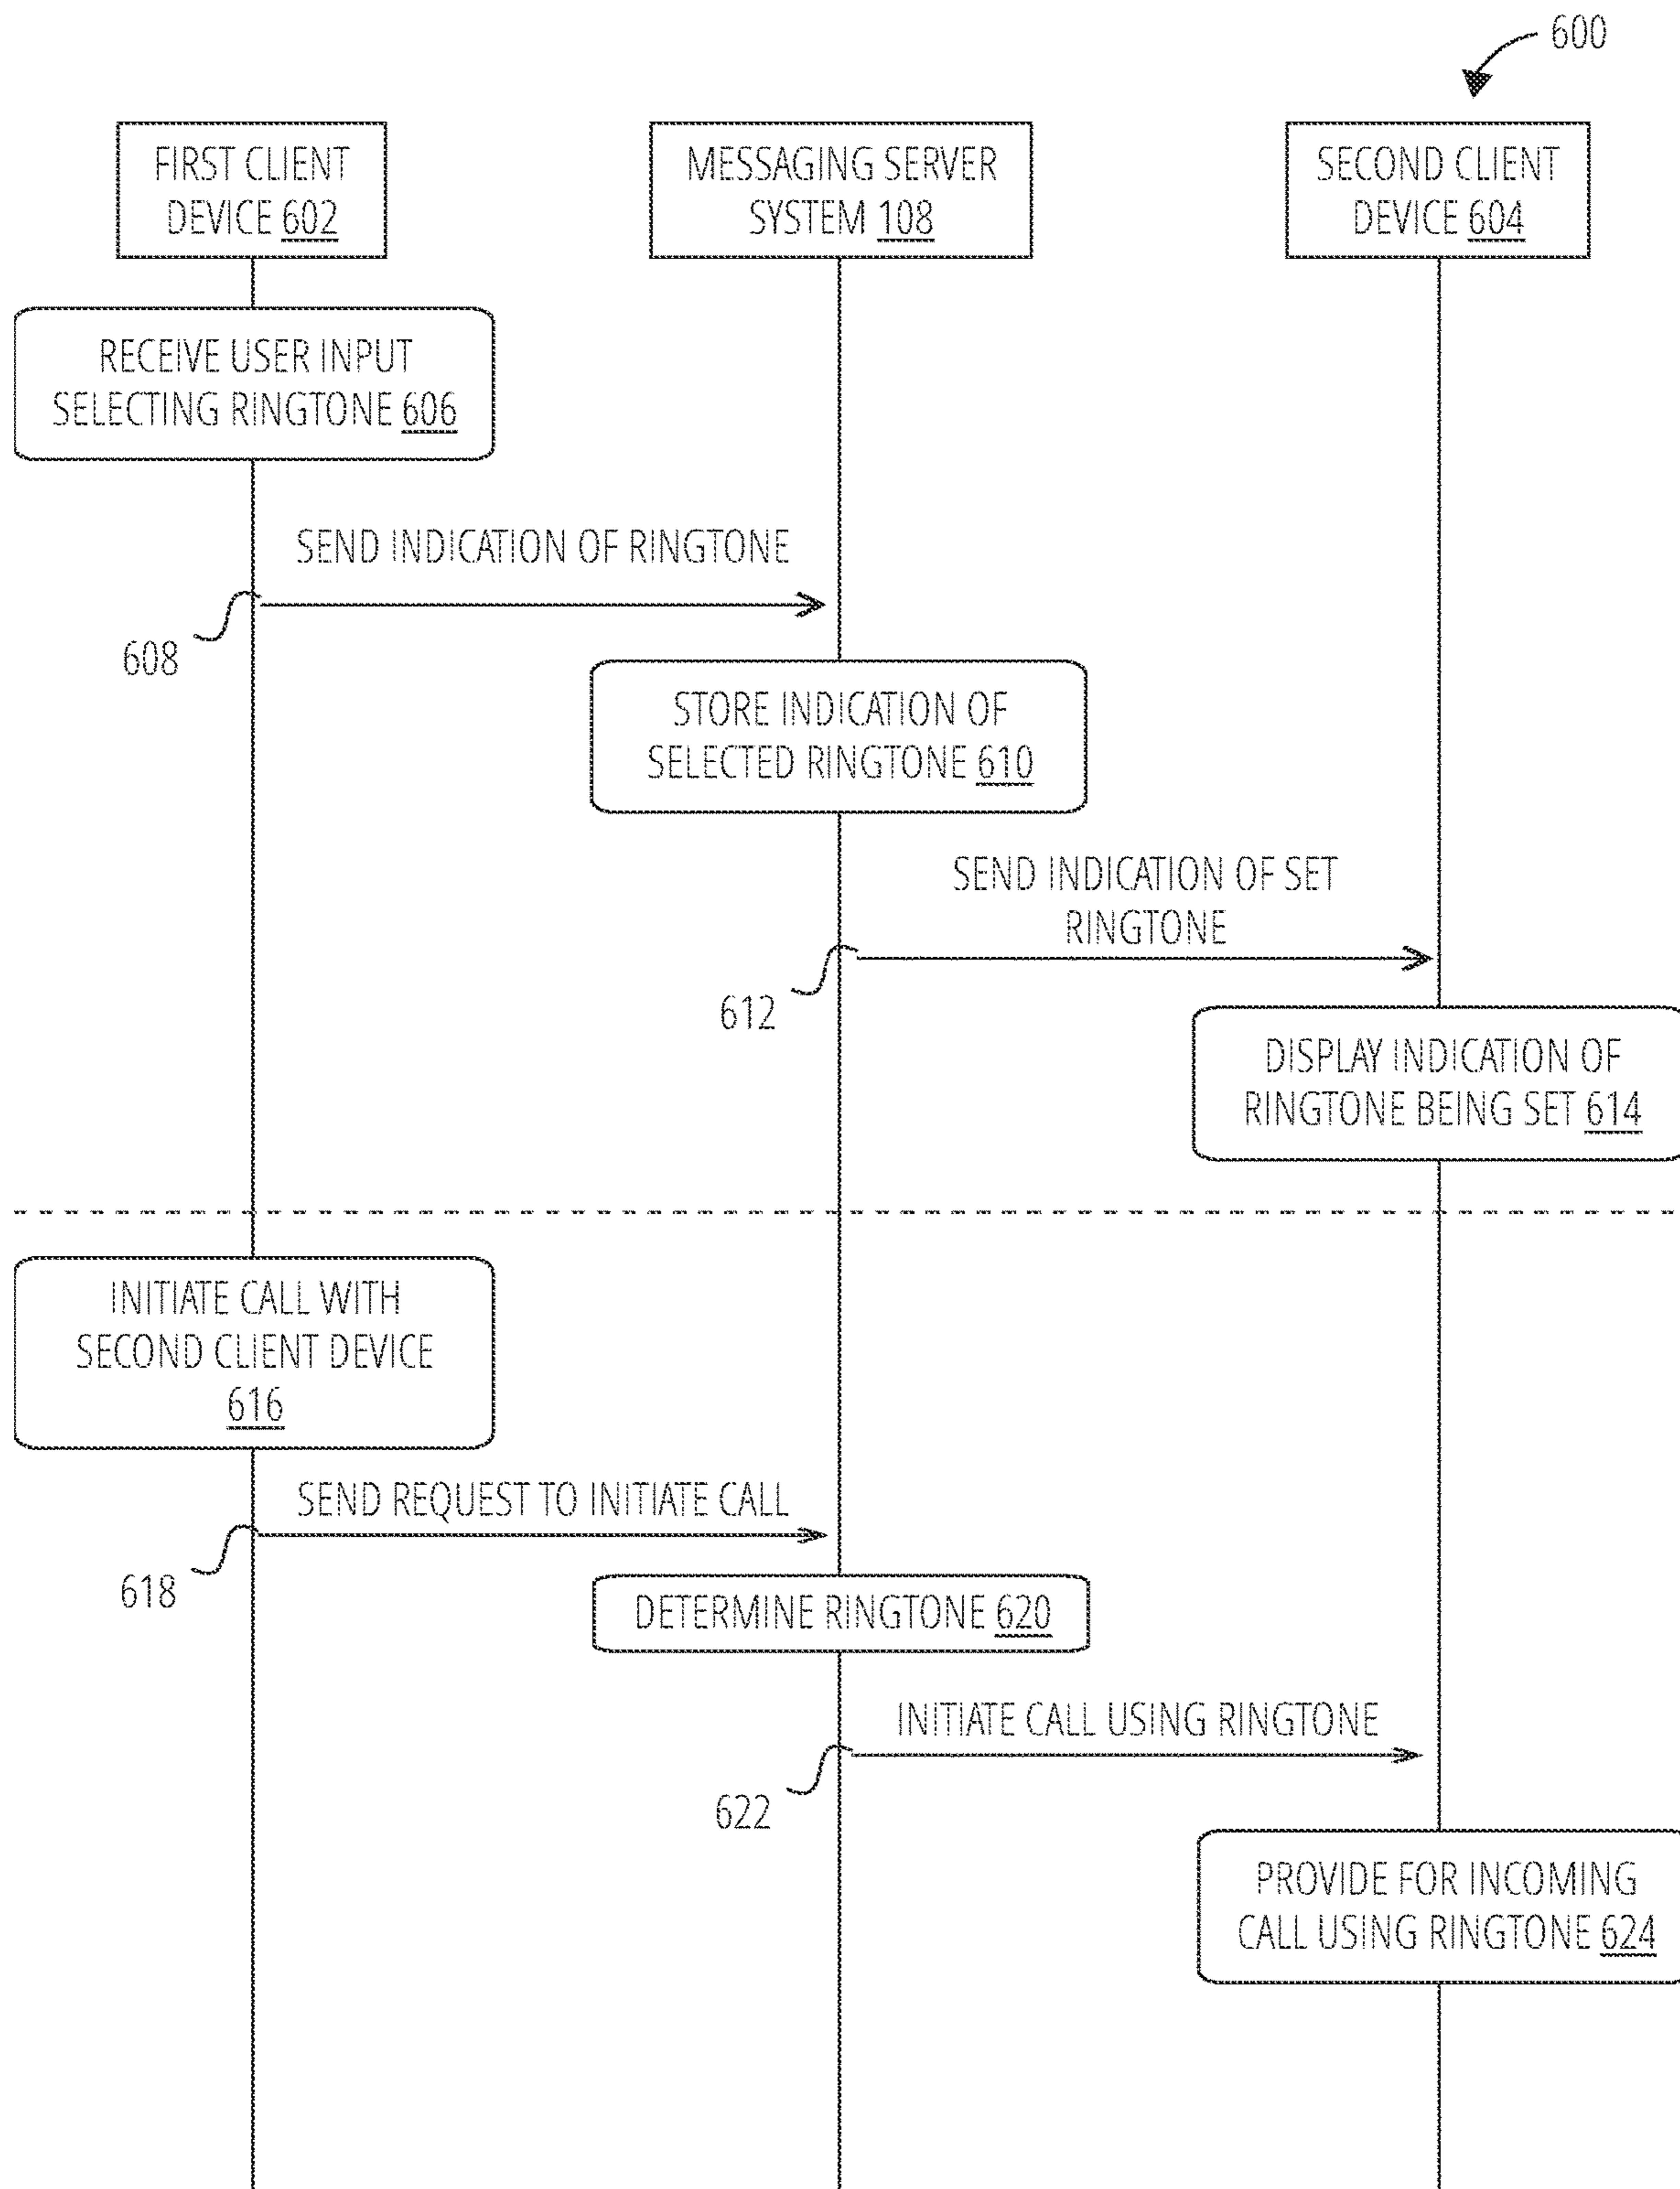 600
FIRST CLIENT
DEVICE 602
MESSAGING SERVER
SYSTEM 108
SECOND CLIENT
DEVICE 604
RECEIVE USER INPUT
SELECTING RINGTONE 606
SEND INDICATION OF RINGTONE
608
STORE INDICATION OF
SELECTED RINGTONE 610
SEND INDICATION OF SET
RINGTONE
612
DISPLAY INDICATION OF
RINGTONE BEING SET 614
INITIATE CALL WITH
SECOND CLIENT DEVICE
616
SEND REQUEST TO INITIATE CALL
618
DETERMINE RINGTONE 620
INITIATE CALL USING RINGTONE
622
PROVIDE FOR INCOMING
CALL USING RINGTONE 624